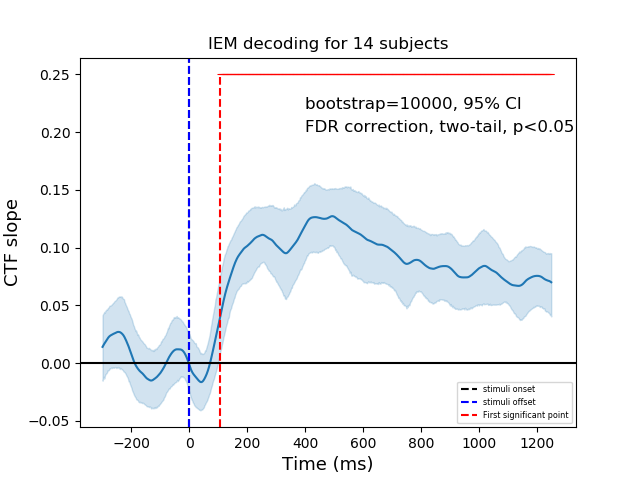 IEM decoding for 14 subjects
0.25
bootstrap=10000, 95% CI
FDR correction, two-tail, p<0.05
0.20
0.15
0.10
0.05
0.00
−0.05
CTF slope
stimuli onset
stimuli offset
First significant point
−200 0 200 400 600 800 1000 1200
Time (ms)